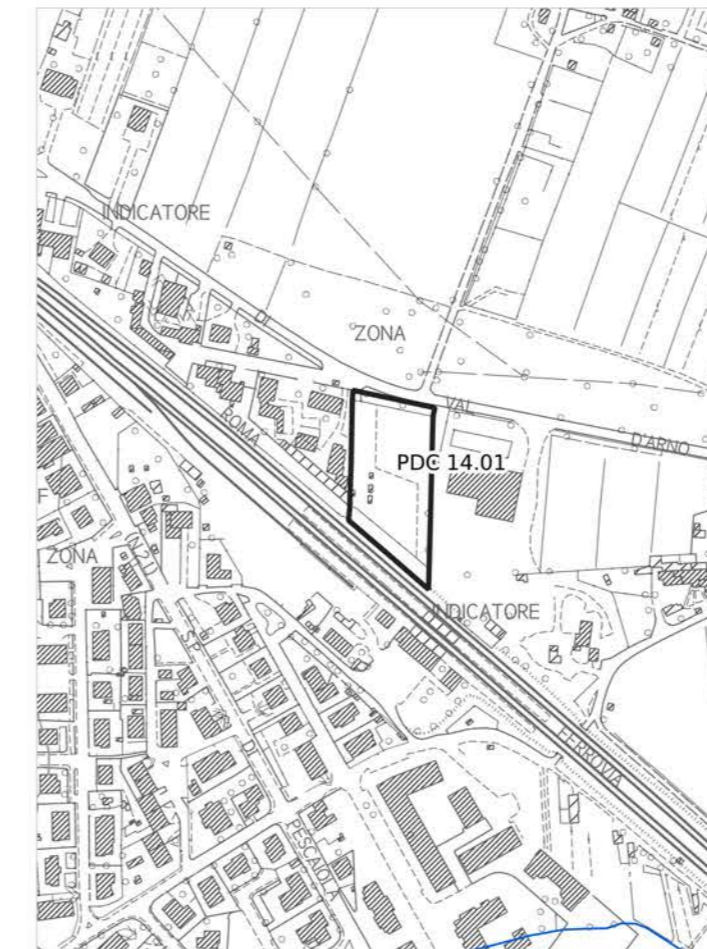 INDICATORE
ZONA
ROMA
VAL
D'ARNO
PDC 14.01
F
ZONA
INDICATORE
S.P.
FERROVIA
PESCAIOLA